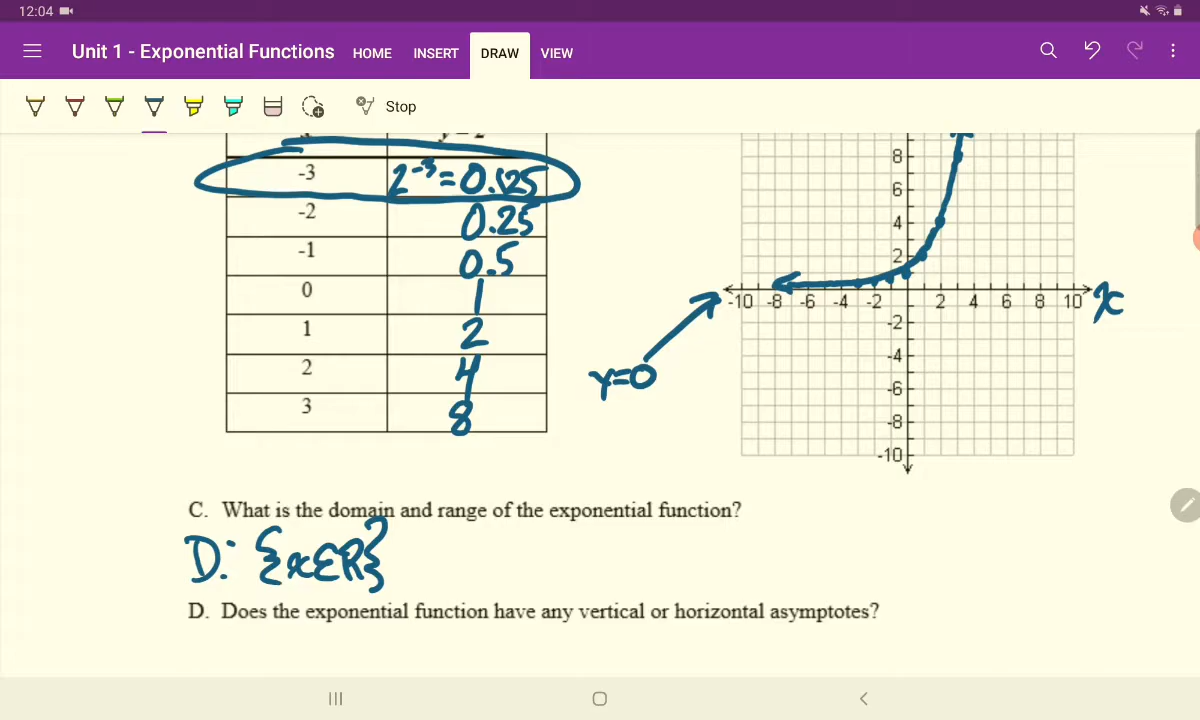 12:04
Unit 1 - Exponential Functions HOME INSERT DRAW VIEW
Stop
-3 2⁻³=0.125
-2 0.25
-1 0.5
0 1
1 2
2 4
3 8
8
6
4
2
-10 -8 -6 -4 -2 2 4 6 8 10 x
-2
-4
-6
-8
-10
y=0
C. What is the domain and range of the exponential function?
D: {x∈R}
D. Does the exponential function have any vertical or horizontal asymptotes?